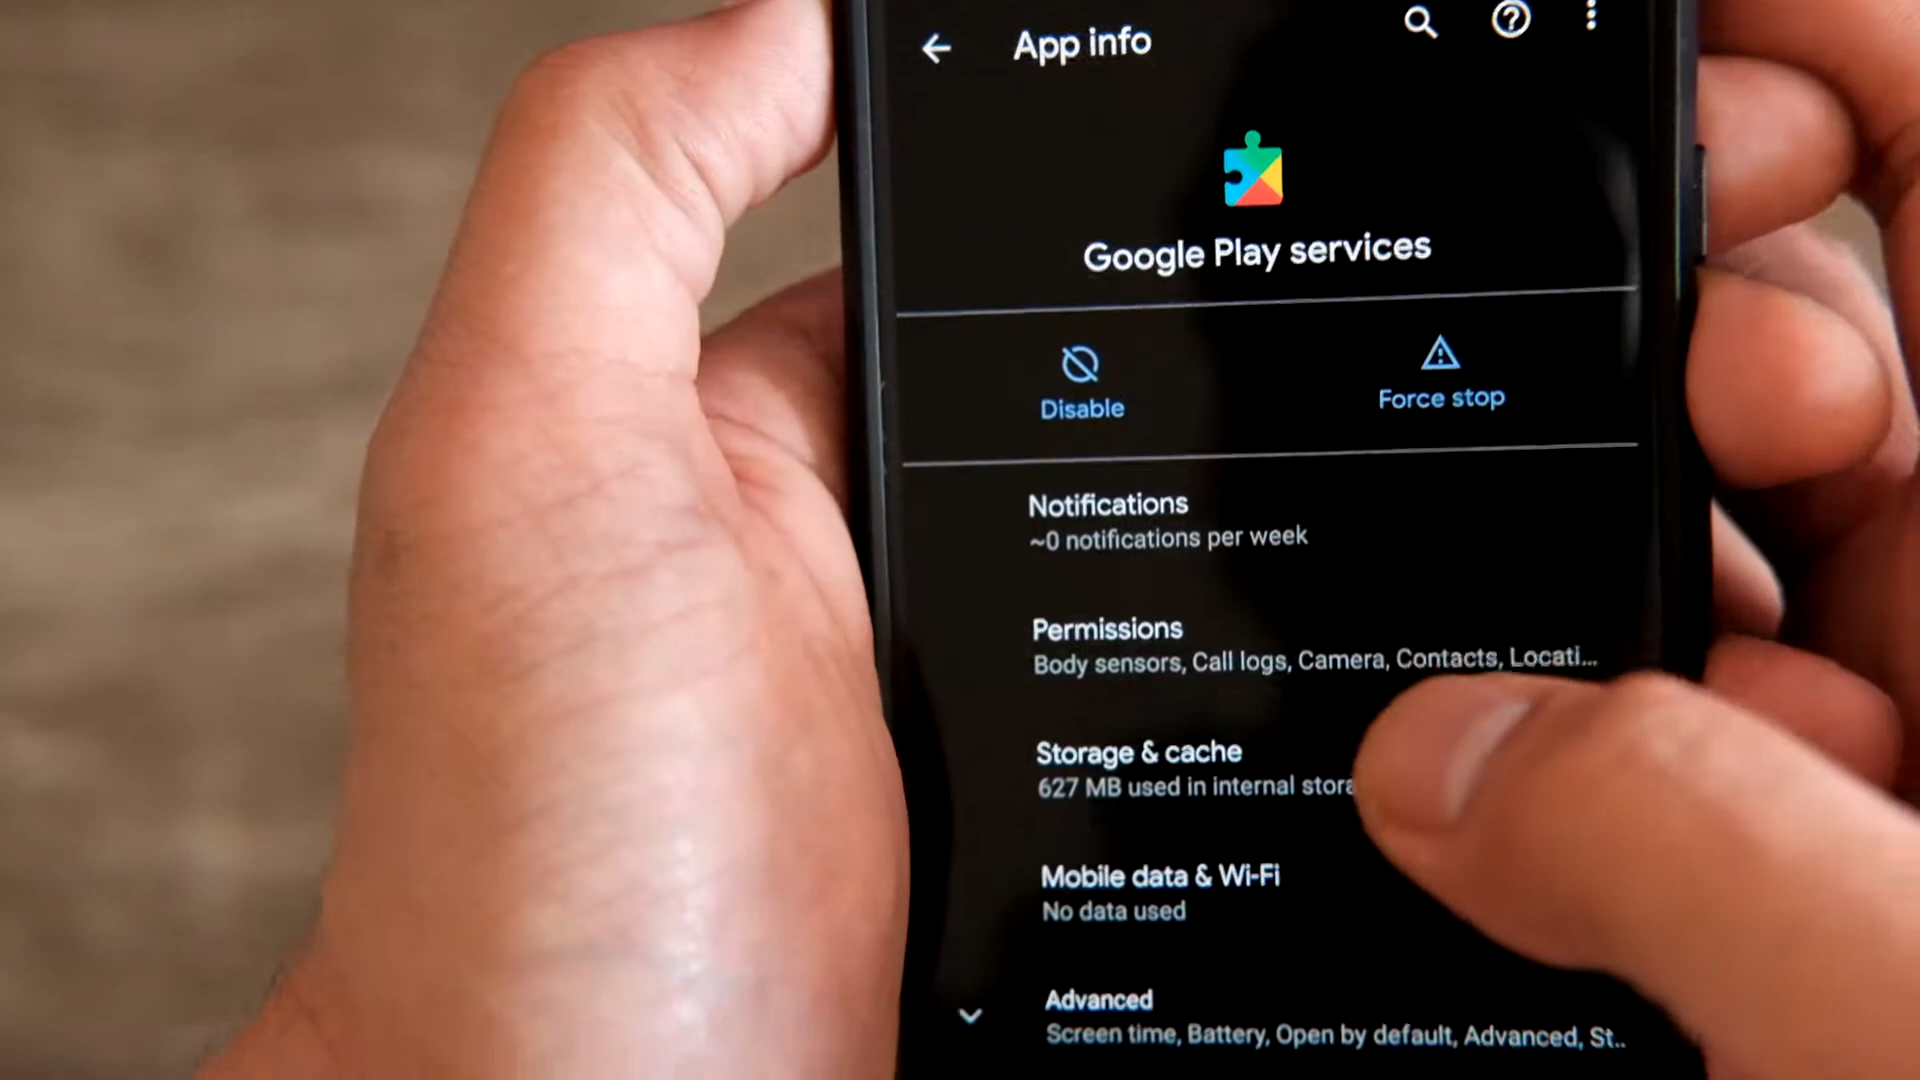 App info
Google Play services
Disable
Force stop
Notifications
~0 notifications per week
Permissions
Body sensors, Call logs, Camera, Contacts, Locati...
Storage & cache
627 MB used in internal stora
Mobile data & Wi-Fi
No data used
Advanced
Screen time, Battery, Open by default, Advanced, St..